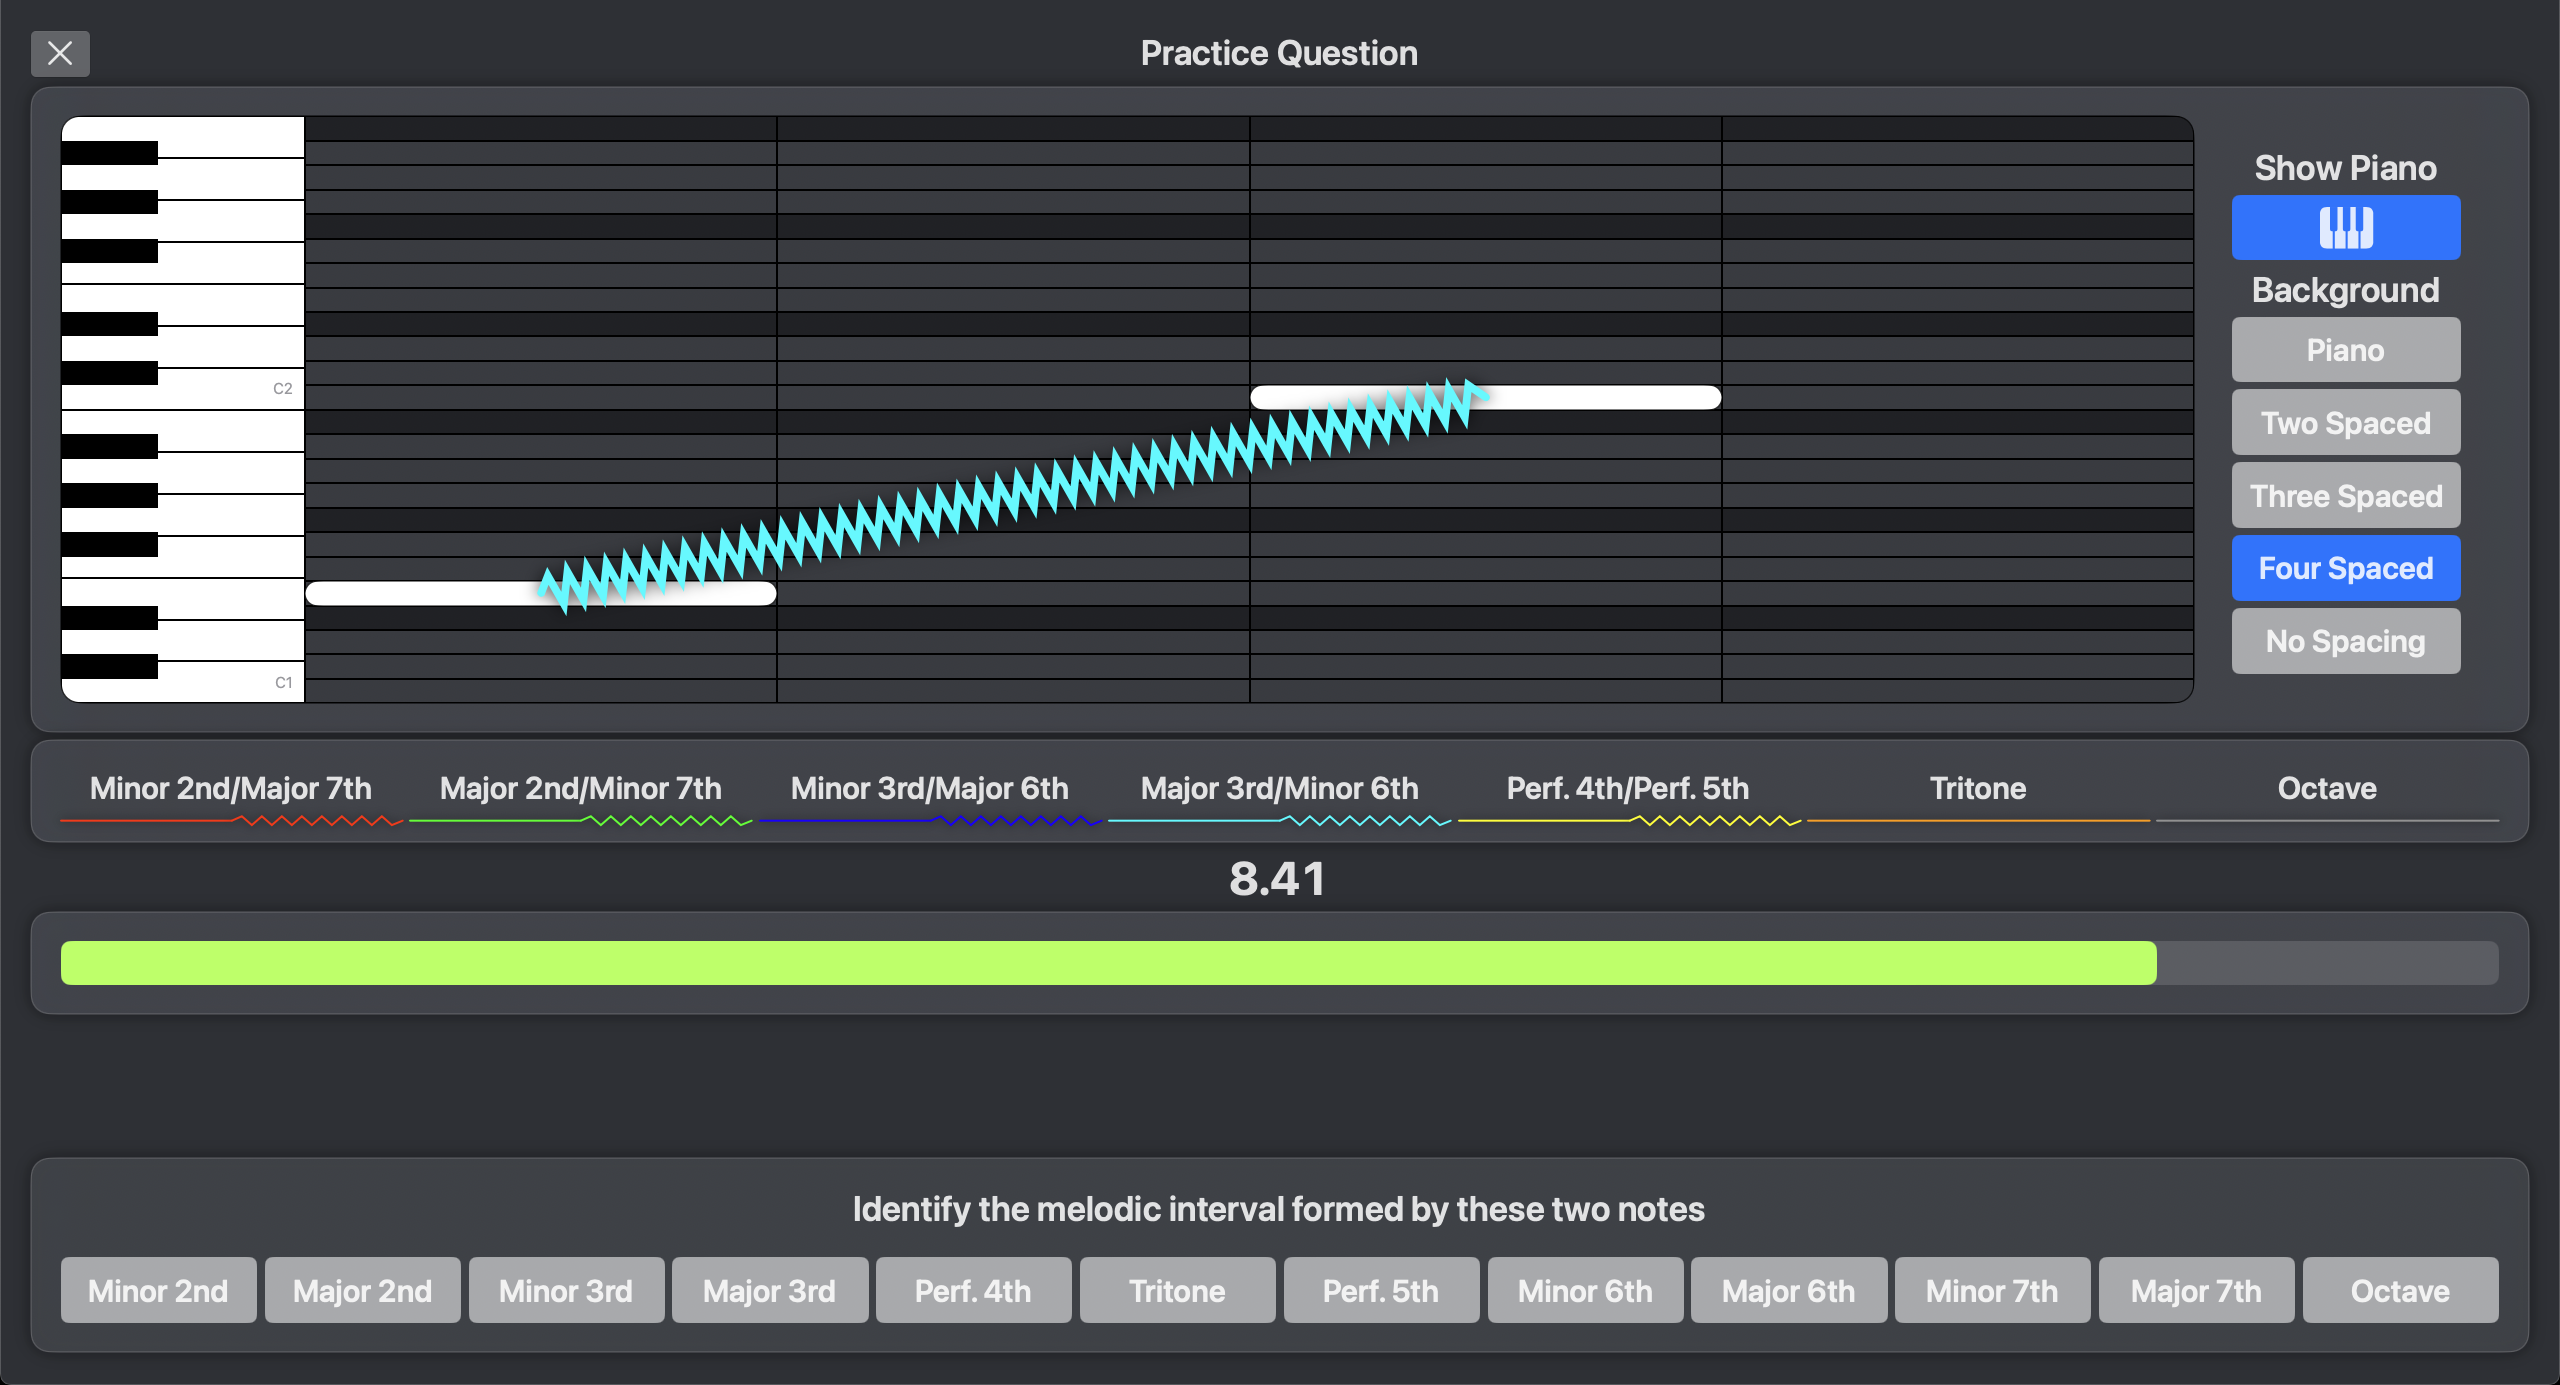 Practice Question
Show Piano
Background
Piano
Two Spaced
Three Spaced
Four Spaced
No Spacing
C2
C1
Minor 2nd/Major 7th
Major 2nd/Minor 7th
Minor 3rd/Major 6th
Major 3rd/Minor 6th
Perf. 4th/Perf. 5th
Tritone
Octave
8.41
Identify the melodic interval formed by these two notes
Minor 2nd
Major 2nd
Minor 3rd
Major 3rd
Perf. 4th
Tritone
Perf. 5th
Minor 6th
Major 6th
Minor 7th
Major 7th
Octave